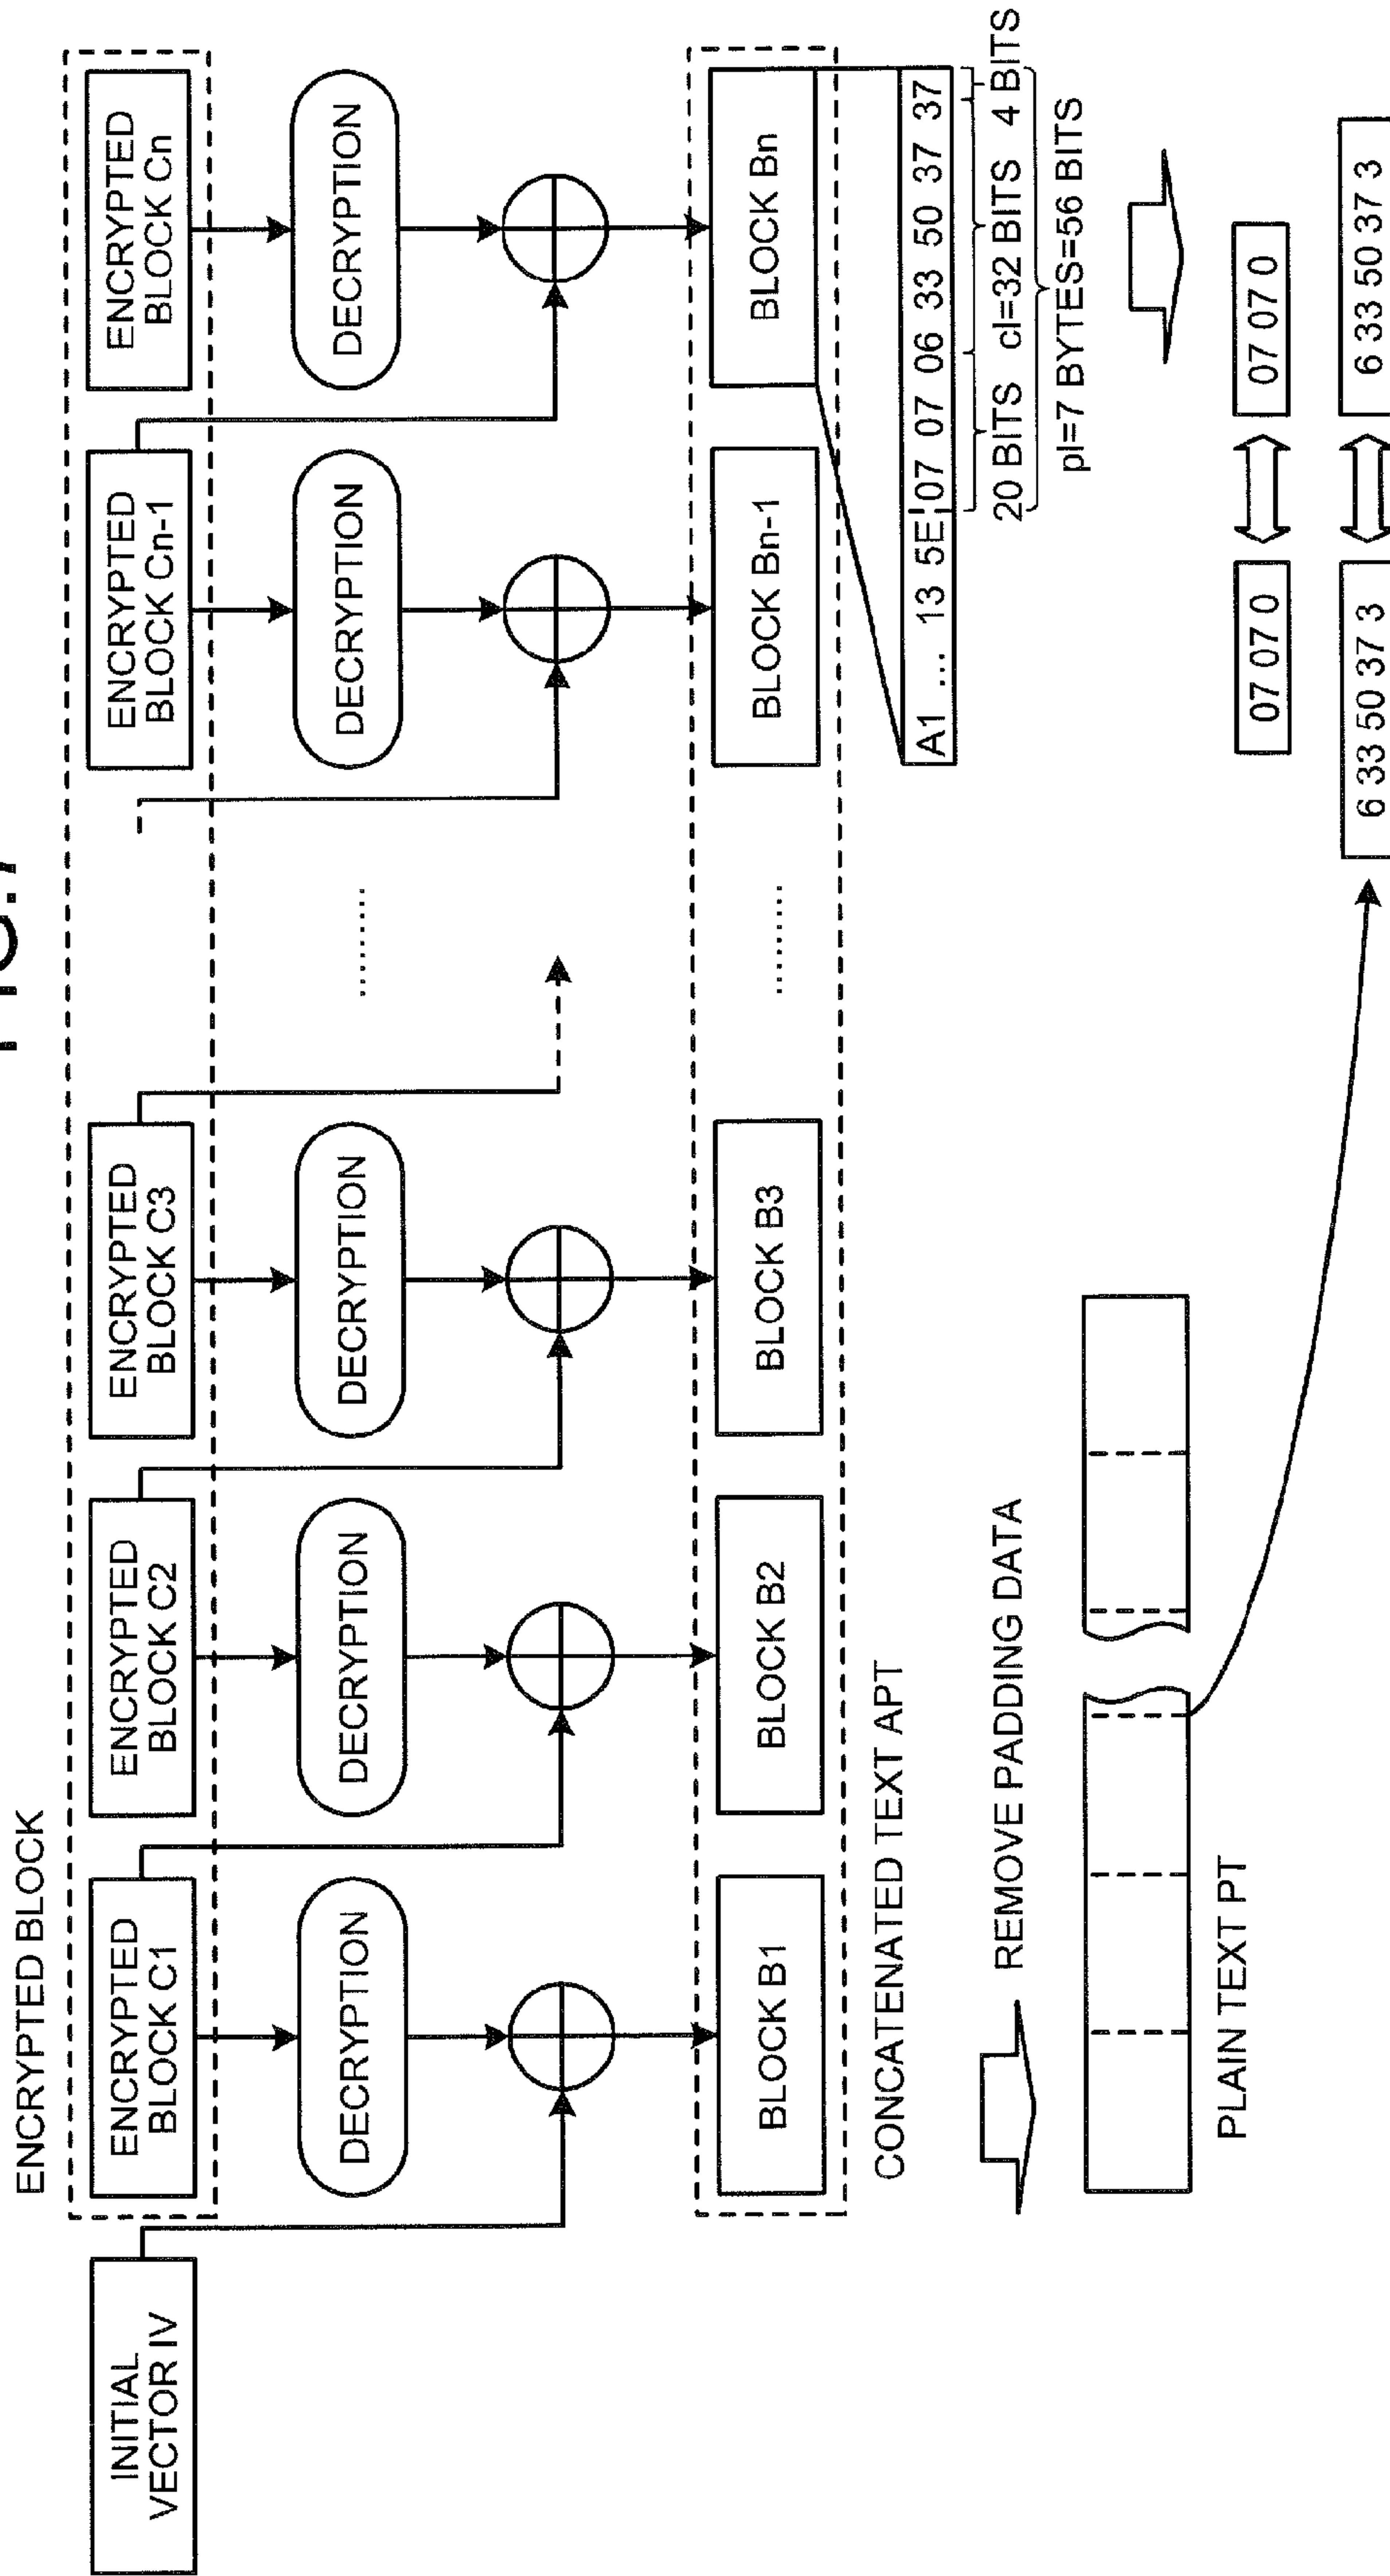 ENCRYPTED BLOCK
INITIAL
VECTOR IV
ENCRYPTED
BLOCK C1
ENCRYPTED
BLOCK C2
ENCRYPTED
BLOCK C3
ENCRYPTED
BLOCK Cn-1
ENCRYPTED
BLOCK Cn
DECRYPTION
DECRYPTION
DECRYPTION
.........
DECRYPTION
DECRYPTION
BLOCK B1
BLOCK B2
BLOCK B3
.........
BLOCK Bn-1
BLOCK Bn
CONCATENATED TEXT APT
A1 ... 13 5E 07 07 06 33 50 37 37
20 BITS cl=32 BITS 4 BITS
pl=7 BYTES=56 BITS
REMOVE PADDING DATA
PLAIN TEXT PT
07 07 0
07 07 0
6 33 50 37 3
6 33 50 37 3